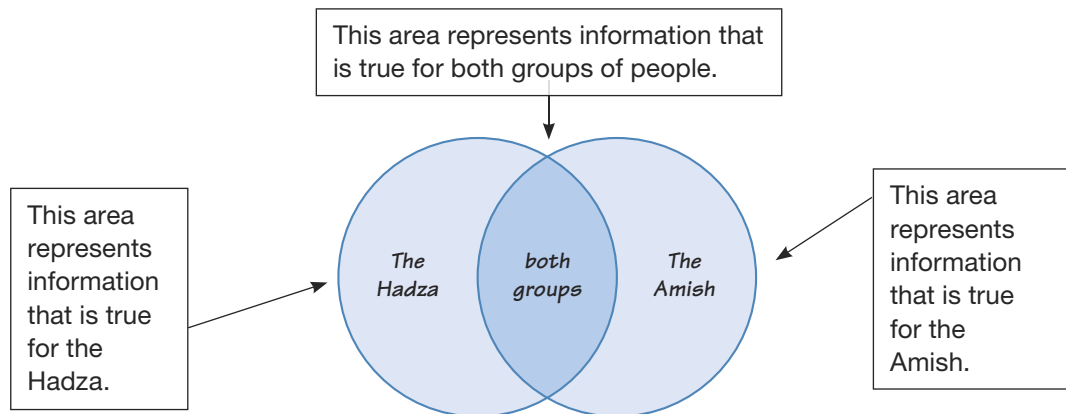 This area represents information that
is true for both groups of people.
This area
represents
information
that is true
for the
Hadza.
The
Hadza
both
groups
The
Amish
This area
represents
information
that is true
for the
Amish.